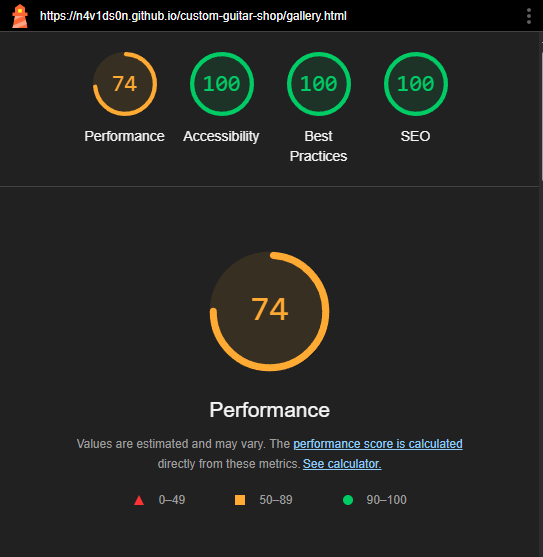 https://n4v1ds0n.github.io/custom-guitar-shop/gallery.html
74 100 100 100
Performance Accessibility Best Practices SEO
74
Performance
Values are estimated and may vary. The performance score is calculated
directly from these metrics. See calculator.
0–49 50–89 90–100